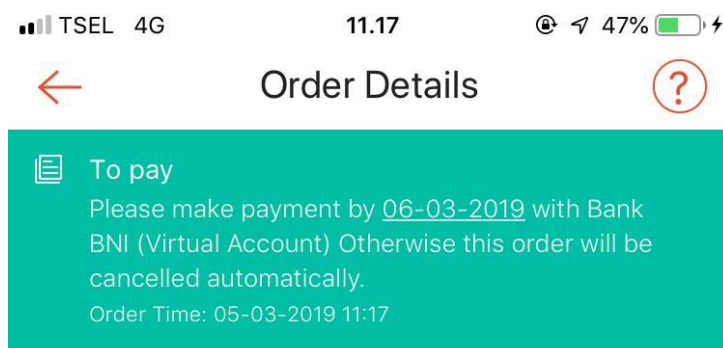 TSEL 4G 11.17 47%
Order Details ?
To pay
Please make payment by 06-03-2019 with Bank
BNI (Virtual Account) Otherwise this order will be
cancelled automatically.
Order Time: 05-03-2019 11:17